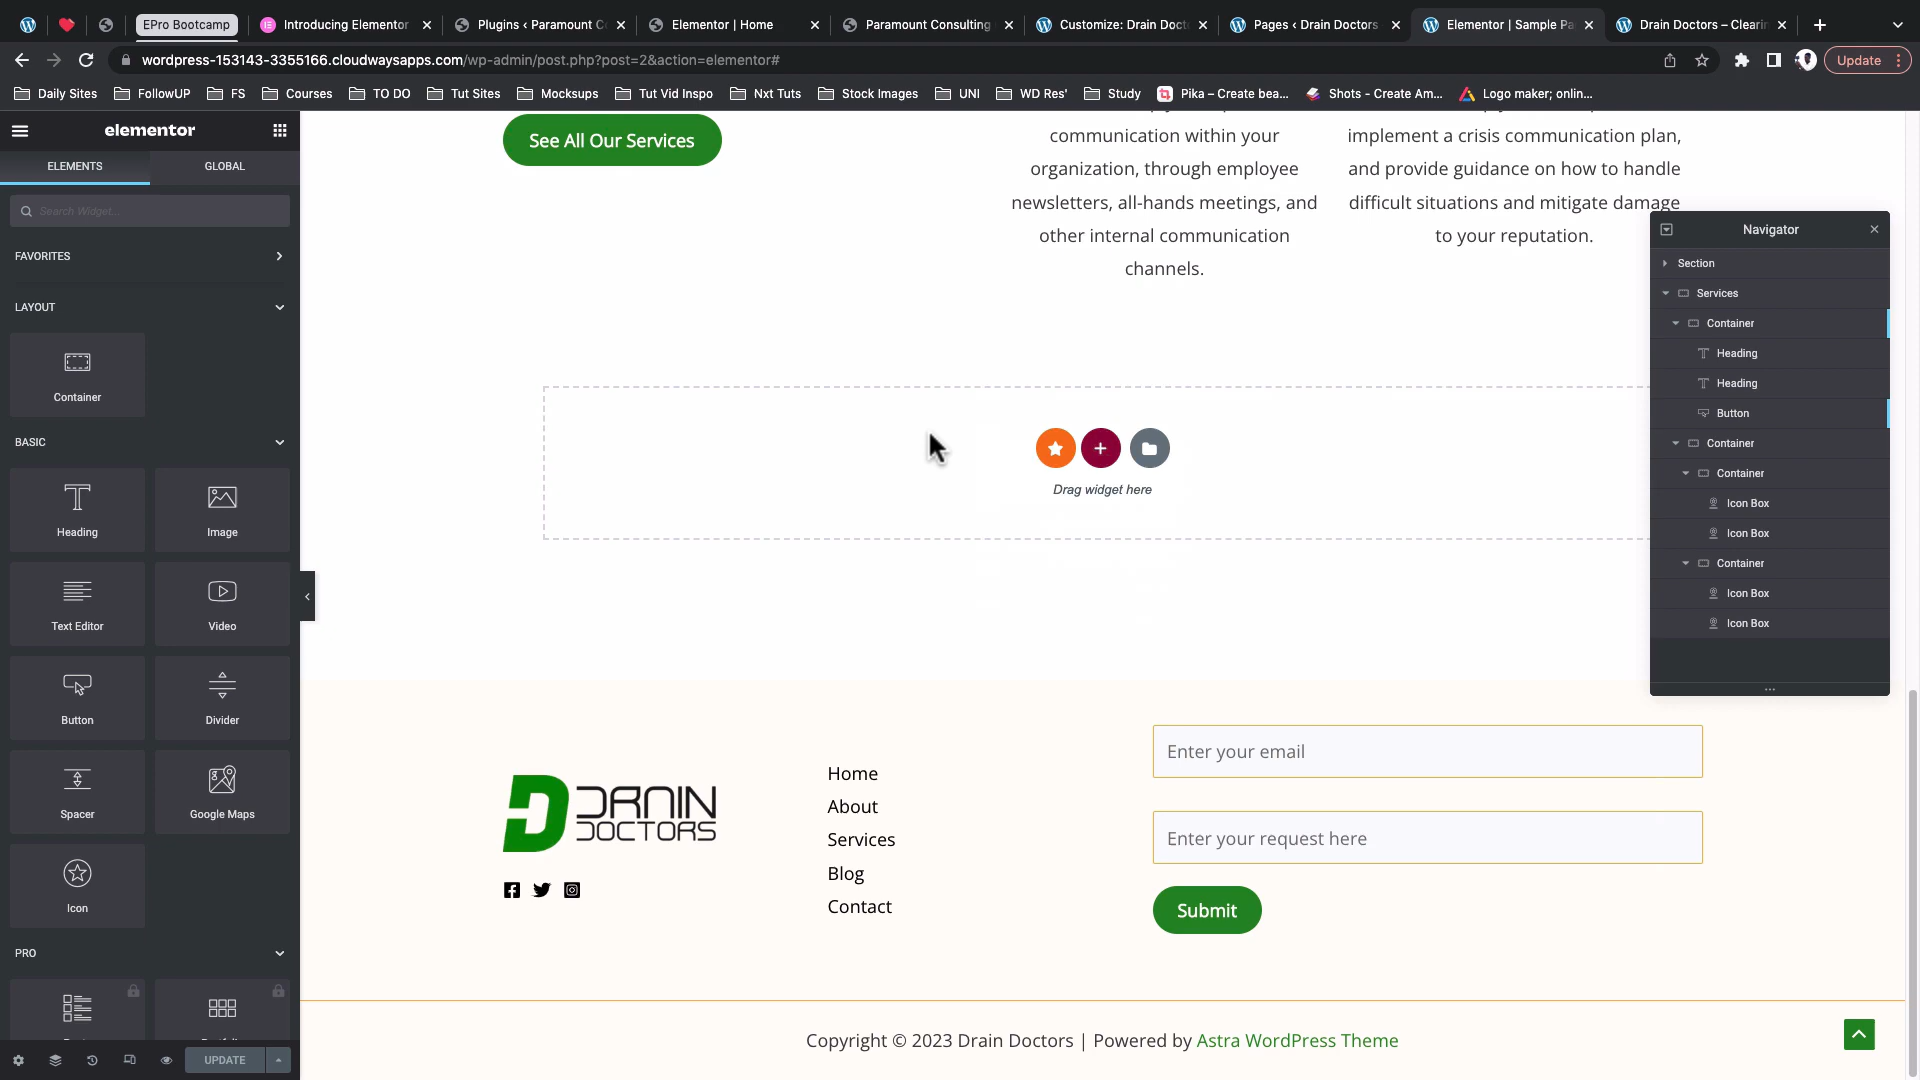 EPro Bootcamp
Introducing Elementor
Plugins ‹ Paramount Co
Elementor | Home
Paramount Consulting
Customize: Drain Doct
Pages ‹ Drain Doctors
Elementor | Sample Pa
Drain Doctors – Clearin
wordpress-153143-3355166.cloudwaysapps.com/wp-admin/post.php?post=2&action=elementor#
Update
Daily Sites
FollowUP
FS
Courses
TO DO
Tut Sites
Mocksups
Tut Vid Inspo
Nxt Tuts
Stock Images
UNI
WD Res'
Study
Pika – Create bea...
Shots - Create Am...
Logo maker; onlin...
elementor
ELEMENTS
GLOBAL
Search Widget...
FAVORITES
LAYOUT
Container
BASIC
Heading
Image
Text Editor
Video
Button
Divider
Spacer
Google Maps
Icon
PRO
UPDATE
See All Our Services
communication within your
organization, through employee
newsletters, all-hands meetings, and
other internal communication
channels.
implement a crisis communication plan,
and provide guidance on how to handle
difficult situations and mitigate damage
to your reputation.
Drag widget here
Navigator
Section
Services
Container
Heading
Heading
Button
Container
Container
Icon Box
Icon Box
Container
Icon Box
Icon Box
DRAIN
DOCTORS
Home
About
Services
Blog
Contact
Enter your email
Enter your request here
Submit
Copyright © 2023 Drain Doctors | Powered by Astra WordPress Theme